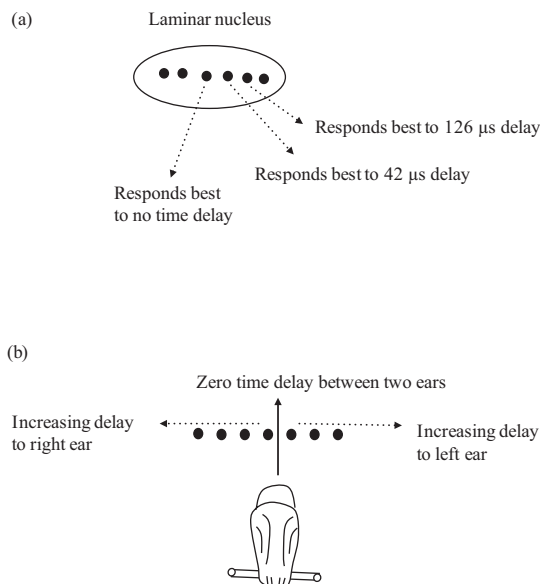 (a)
Laminar nucleus
Responds best to 126 µs delay
Responds best to 42 µs delay
Responds best
to no time delay
(b)
Zero time delay between two ears
Increasing delay
to right ear
Increasing delay
to left ear